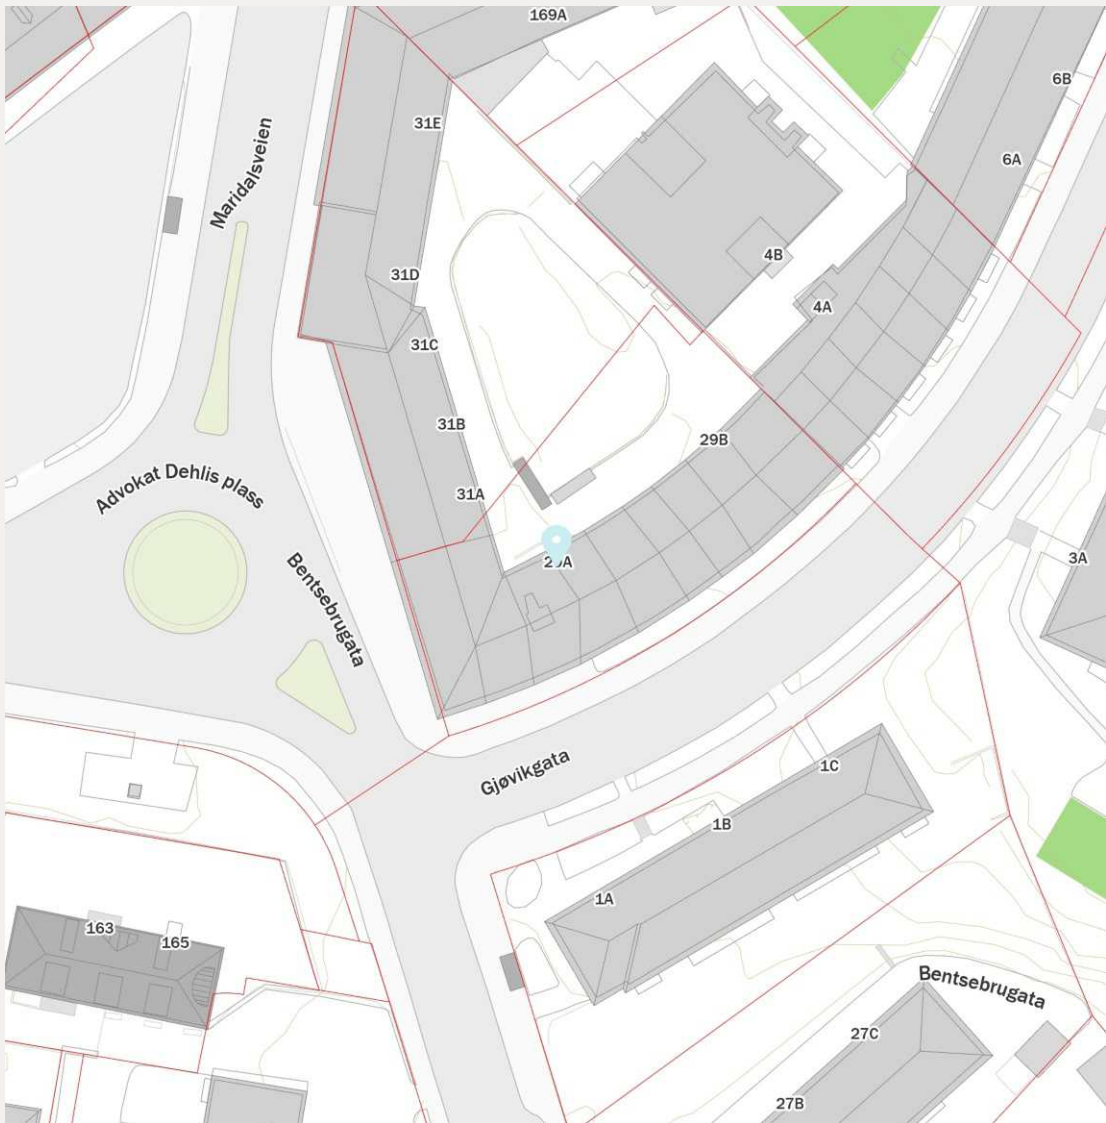 169A
6B
31E
6A
Maridalsveien
4B
31D
4A
31C
31B
29B
31A
Advokat Dehlis plass
Bentsebrugata
3A
Gjøvikgata
1C
1B
1A
163
165
Bentsebrugata
27C
27B